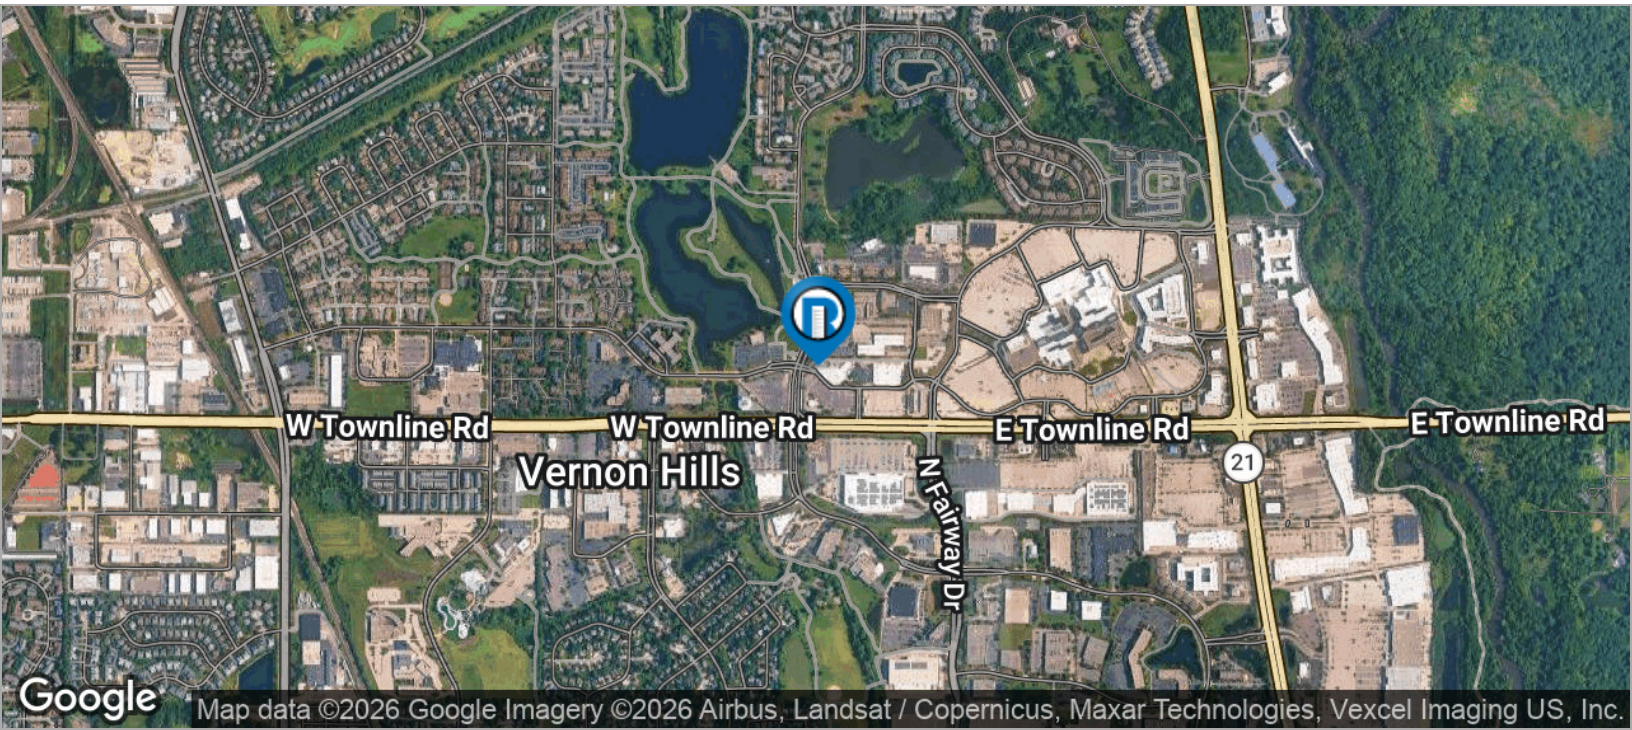 W Townline Rd
W Townline Rd
E Townline Rd
E Townline Rd
Vernon Hills
21
N Fairway Dr
Google
Map data ©2026 Google Imagery ©2026 Airbus, Landsat / Copernicus, Maxar Technologies, Vexcel Imaging US, Inc.